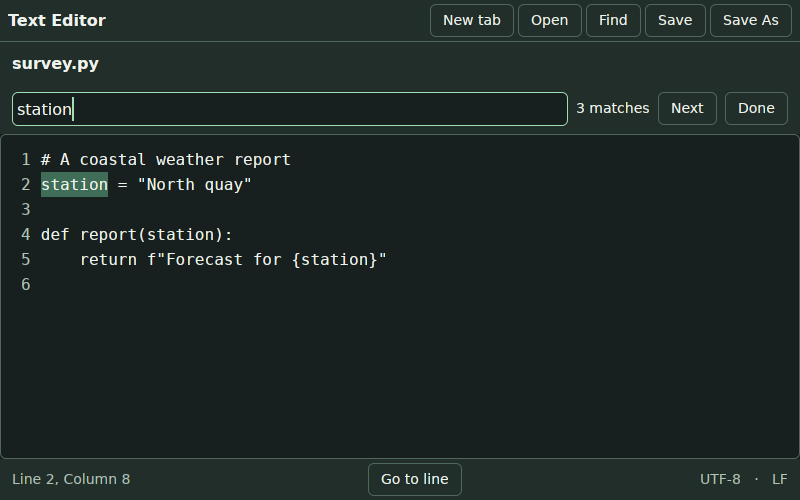 Text Editor New tab Open Find Save Save As
survey.py
station 3 matches Next Done
1 # A coastal weather report
2 station = "North quay"
3
4 def report(station):
5     return f"Forecast for {station}"
6
Line 2, Column 8 Go to line UTF-8 · LF